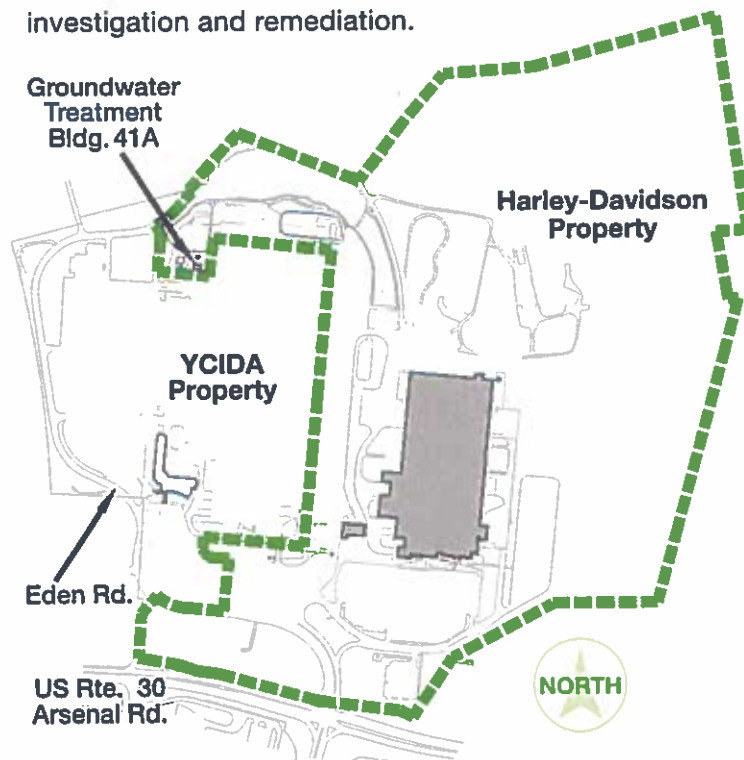 investigation and remediation.
Groundwater
Treatment
Bldg. 41A
Harley-Davidson
Property
YCIDA
Property
Eden Rd.
US Rte. 30
Arsenal Rd.
NORTH